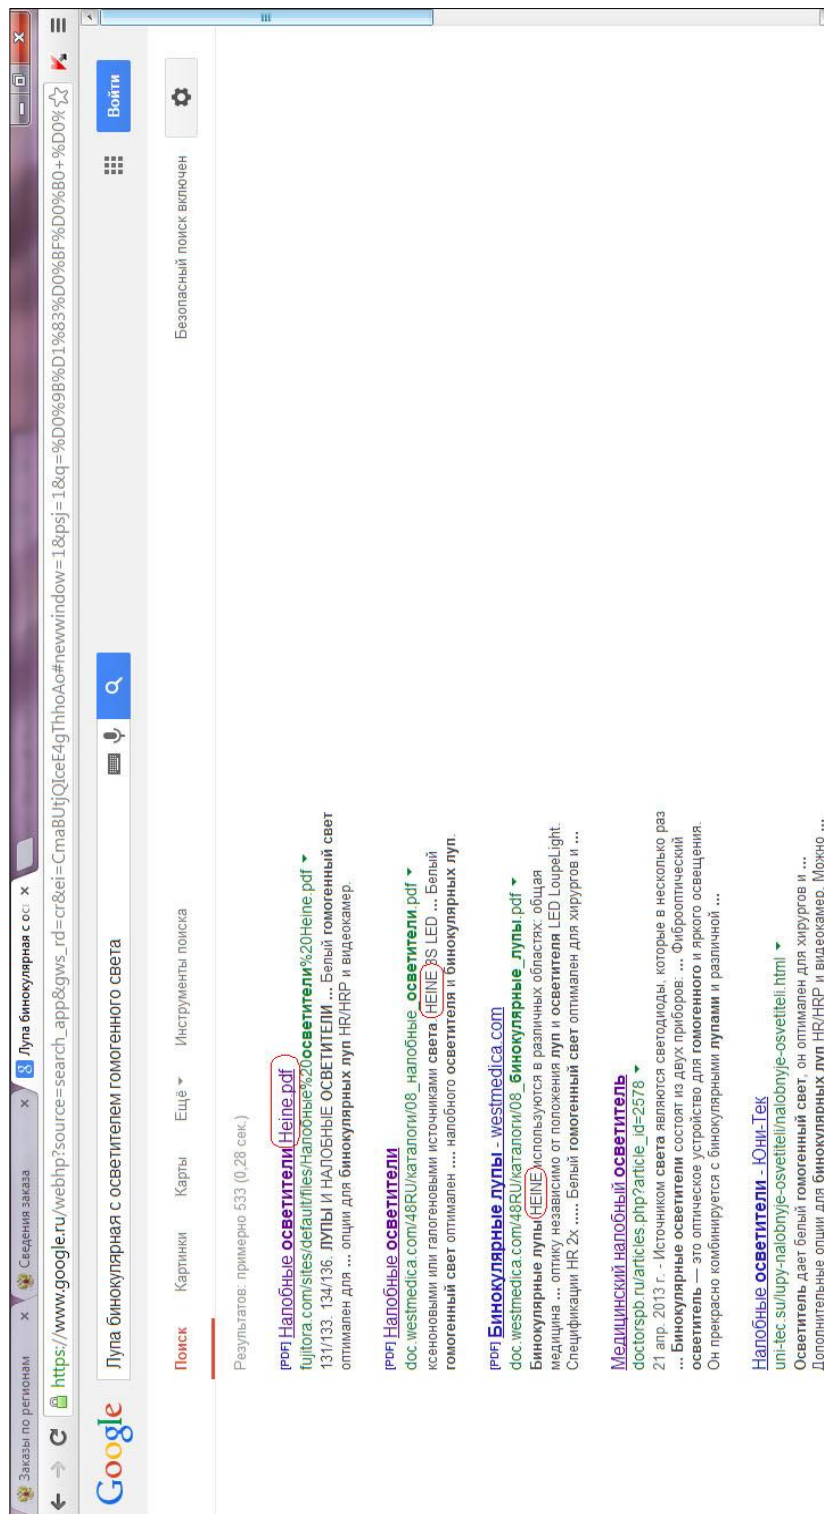 Заказы по регионам
Сведения заказа
Лупа бинокулярная с ос
https://www.google.ru/webhp?source=search_app&gws_rd=cr&ei=CmaBUtjQIceE4gThhoAo#newwindow=1&psj=1&q=%D0%9B%D1%83%D0%BF%D0%B0+%D0%
Google
Лупа бинокулярная с осветителем гомогенного света
Войти
Поиск Картинки Карты Ещё Инструменты поиска
Безопасный поиск включен
Результатов: примерно 533 (0,28 сек.)
[PDF] Налобные осветители Heine.pdf
fujitora.com/sites/default/files/Налобные%20осветители%20Heine.pdf
131/133. 134/136. ЛУПЫ И НАЛОБНЫЕ ОСВЕТИТЕЛИ ... Белый гомогенный свет
оптимален для ... опции для бинокулярных луп HR/HRP и видеокамер.
[PDF] Налобные осветители
doc.westmedica.com/48RU/каталоги/08_налобные_осветители.pdf
ксеноновыми или галогеновыми источниками света. HEINE 3S LED ... Белый
гомогенный свет оптимален .... налобного осветителя и бинокулярных луп.
[PDF] Бинокулярные лупы - westmedica.com
doc.westmedica.com/48RU/каталоги/08_бинокулярные_лупы.pdf
Бинокулярные лупы HEINE используются в различных областях: общая
медицина ... оптику независимо от положения луп и осветителя LED LoupeLight.
Спецификации HR 2x ..... Белый гомогенный свет оптимален для хирургов и ...
Медицинский налобный осветитель
doctorspb.ru/articles.php?article_id=2578
21 апр. 2013 г. - Источником света являются светодиоды, которые в несколько раз
... Бинокулярные осветители состоят из двух приборов: ... Фиброоптический
осветитель — это оптическое устройство для гомогенного и яркого освещения.
Он прекрасно комбинируется с бинокулярными лупами и различной ...
Налобные осветители - Юни-Тек
uni-tec.su/lupy-nalobnyje-osvetiteli/nalobnyje-osvetiteli.html
Осветитель дает белый гомогенный свет, он оптимален для хирургов и ...
Дополнительные опции для бинокулярных луп HR/HRP и видеокамер. Можно ...